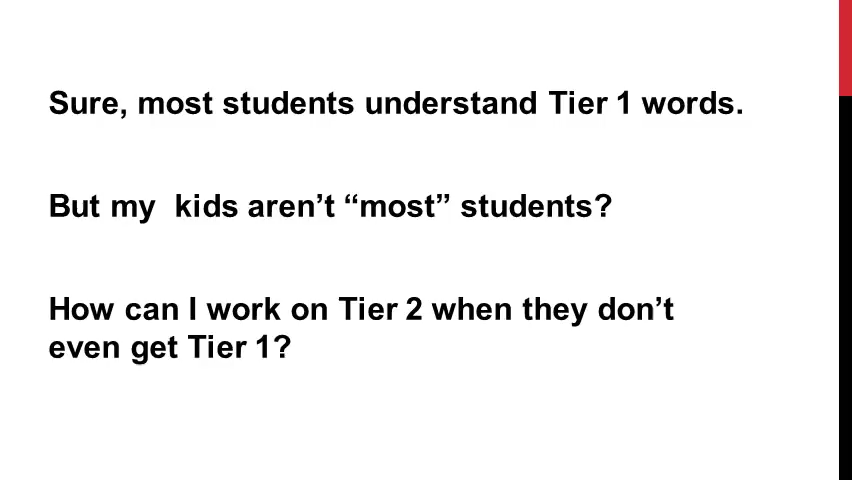 Sure, most students understand Tier 1 words.
But my  kids aren’t “most” students?
How can I work on Tier 2 when they don’t
even get Tier 1?